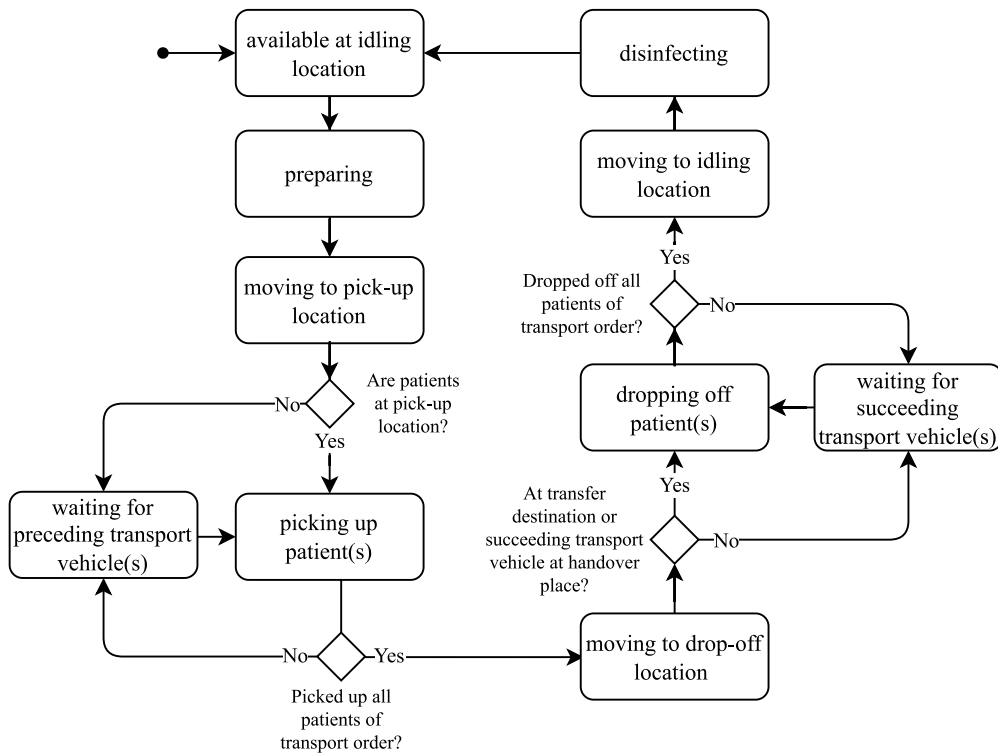 available at idling
location
preparing
moving to pick-up
location
Are patients
at pick-up
location?
No
Yes
waiting for
preceding transport
vehicle(s)
picking up
patient(s)
No
Yes
Picked up all
patients of
transport order?
moving to drop-off
location
At transfer
destination or
succeeding transport
vehicle at handover
place?
Yes
No
dropping off
patient(s)
waiting for
succeeding
transport vehicle(s)
Dropped off all
patients of
transport order?
Yes
No
moving to idling
location
disinfecting